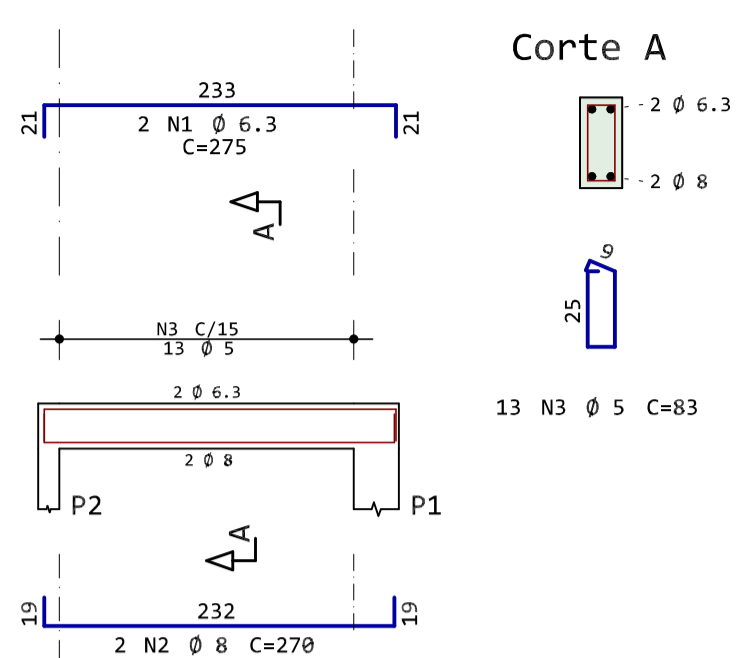 Corte A
233
21
21
2 N1 Ø 6.3
C=275
2 Ø 6.3
2 Ø 8
A
9
25
N3 C/15
13 Ø 5
2 Ø 6.3
13 N3 Ø 5 C=83
2 Ø 8
P2
P1
A
19
232
19
2 N2 Ø 8 C=270